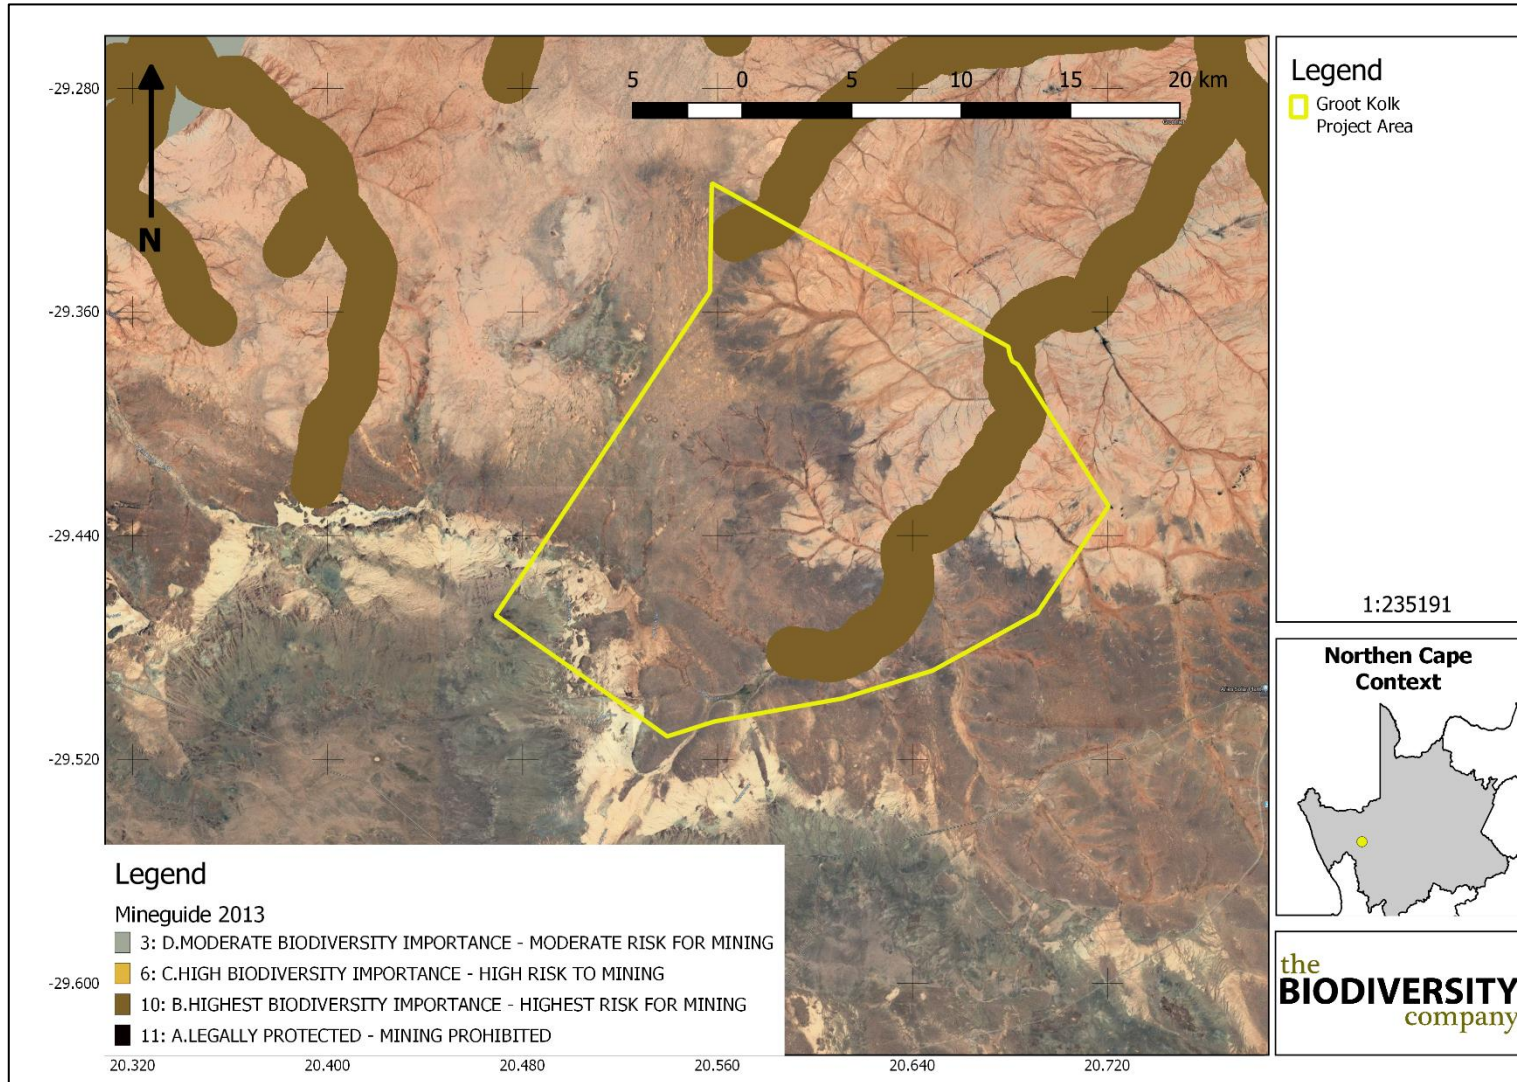 5 0 5 10 15 20 km
-29.280
-29.360
-29.440
-29.520
-29.600
N
Legend
Mineguide 2013
3: D.MODERATE BIODIVERSITY IMPORTANCE - MODERATE RISK FOR MINING
6: C.HIGH BIODIVERSITY IMPORTANCE - HIGH RISK TO MINING
10: B.HIGHEST BIODIVERSITY IMPORTANCE - HIGHEST RISK FOR MINING
11: A.LEGALLY PROTECTED - MINING PROHIBITED
20.320 20.400 20.480 20.560 20.640 20.720
Legend
Groot Kolk
Project Area
1:235191
Northen Cape
Context
the
BIODIVERSITY
company